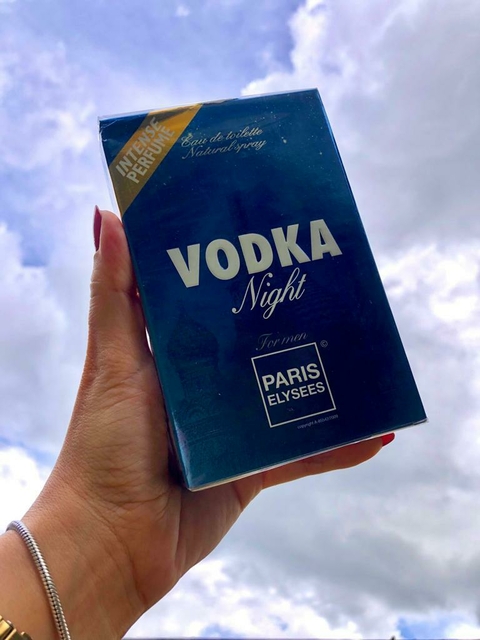 INTENSE
PERFUME
Eau de toilette
Natural spray
VODKA
Night
For men
©
PARIS
ELYSEES